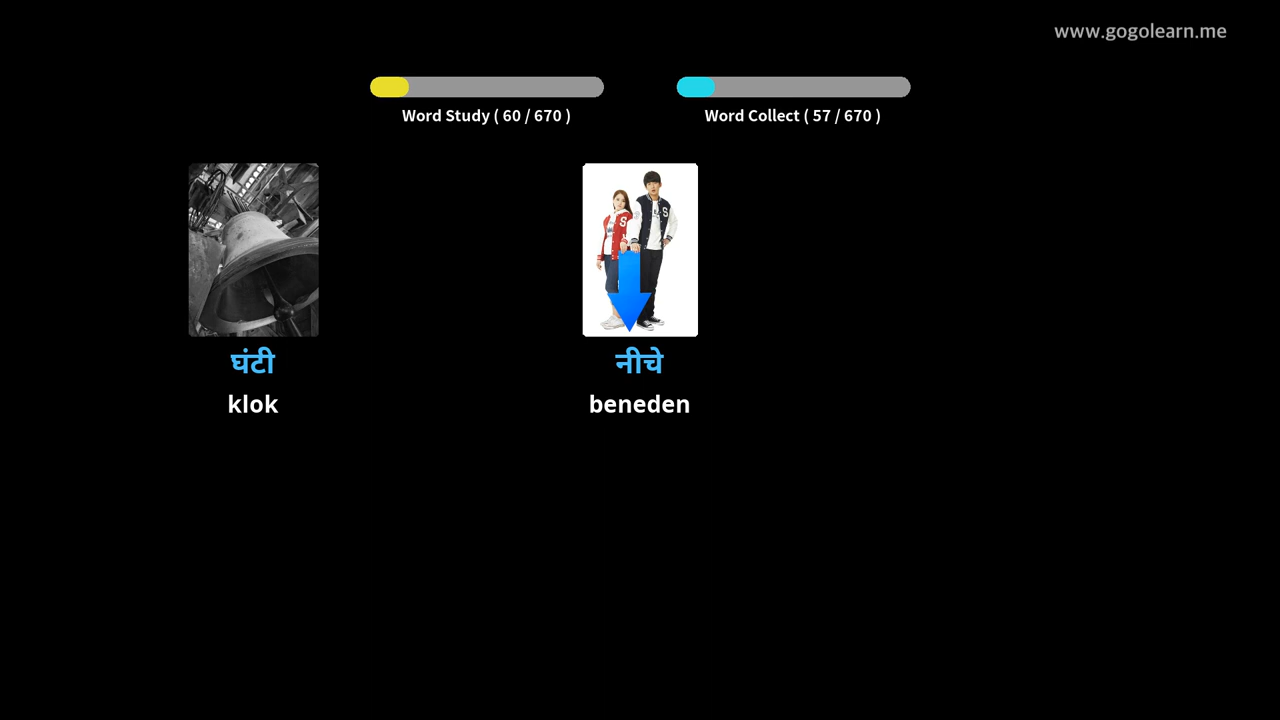 www.gogolearn.me
Word Study ( 60 / 670 )
Word Collect ( 57 / 670 )
घंटी
klok
नीचे
beneden